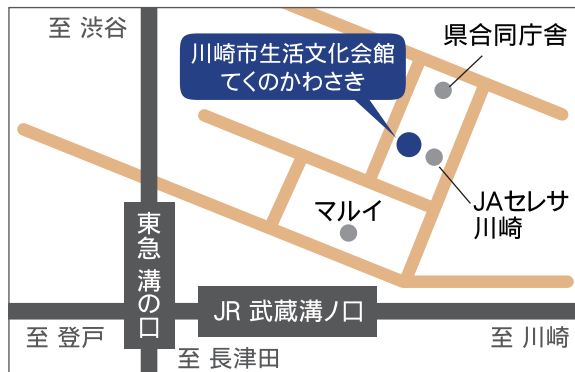 至 渋谷
県合同庁舎
川崎市生活文化会館
てくのかわさき
JAセレサ
川崎
マルイ
東急 溝の口
JR 武蔵溝ノ口
至 登戸
至 長津田
至 川崎